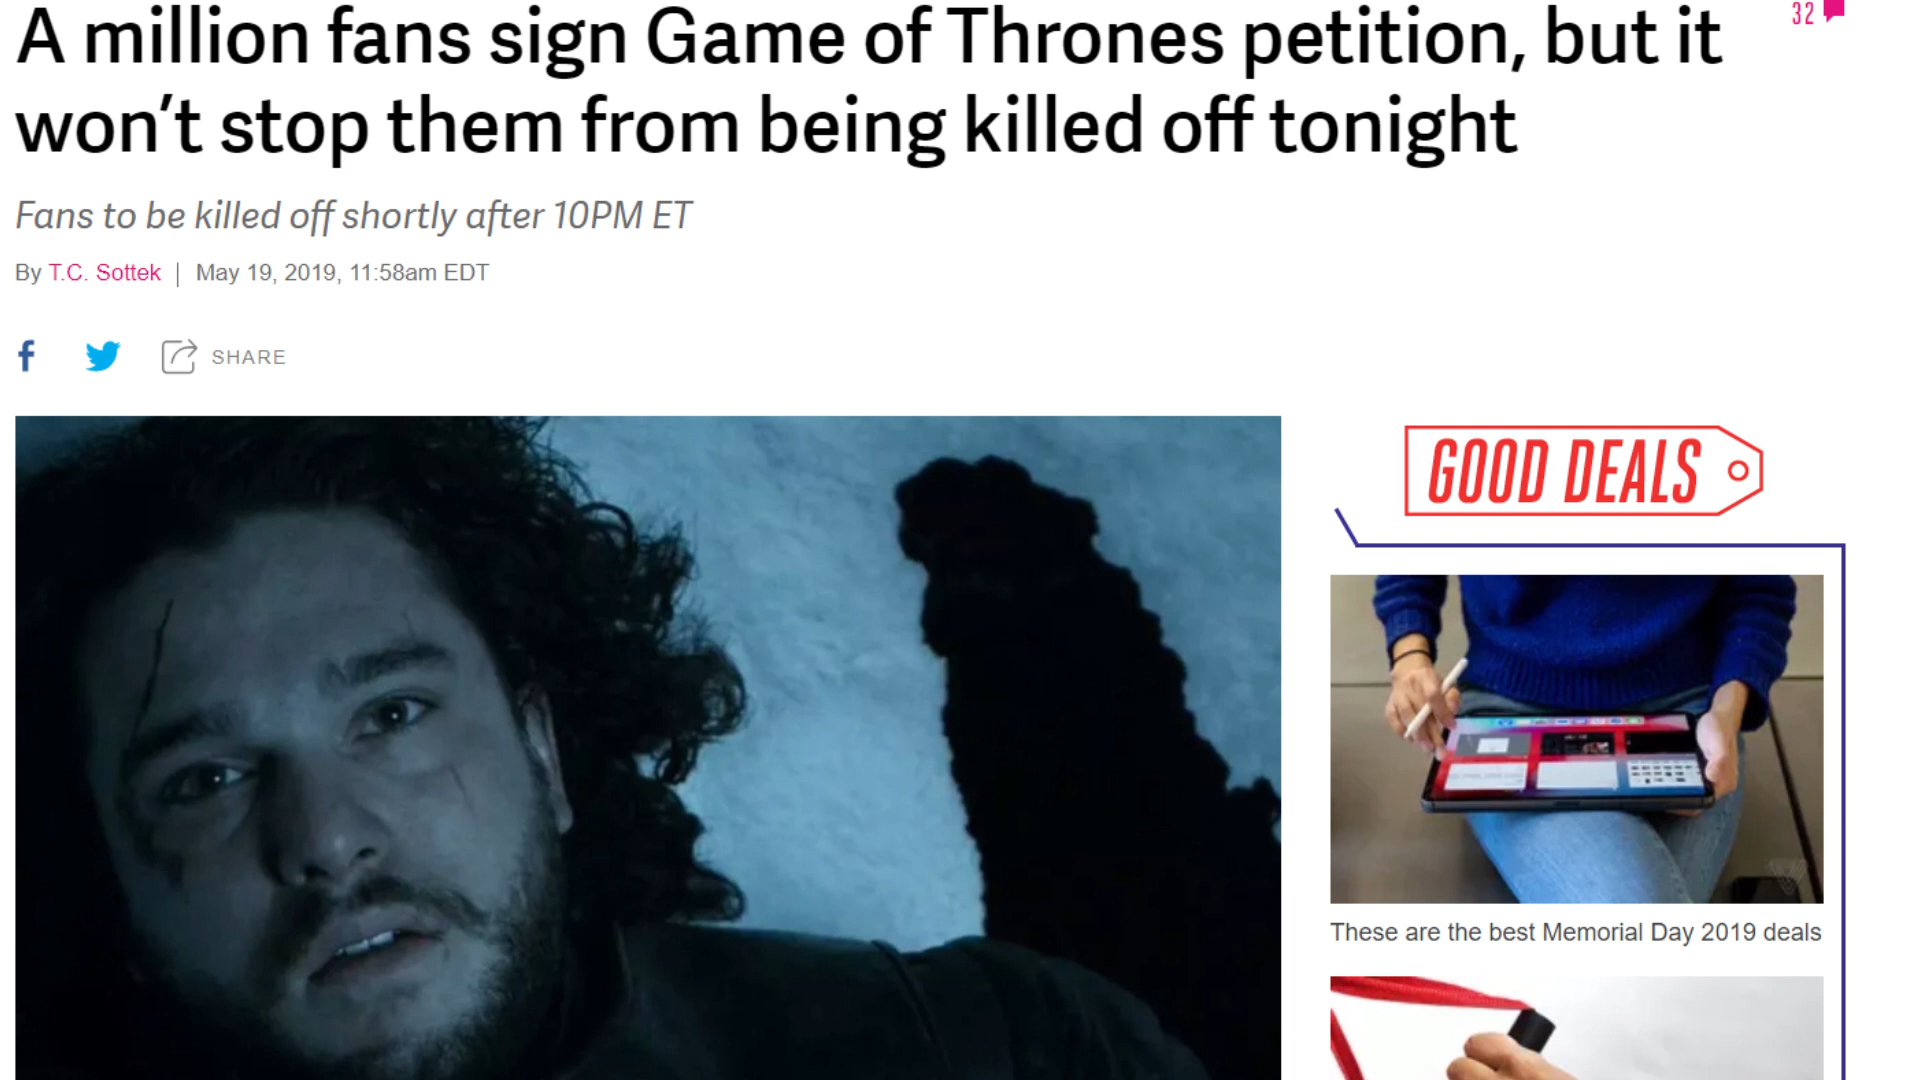 A million fans sign Game of Thrones petition, but it
won’t stop them from being killed off tonight
32
Fans to be killed off shortly after 10PM ET
By T.C. Sottek | May 19, 2019, 11:58am EDT
SHARE
GOOD DEALS
These are the best Memorial Day 2019 deals